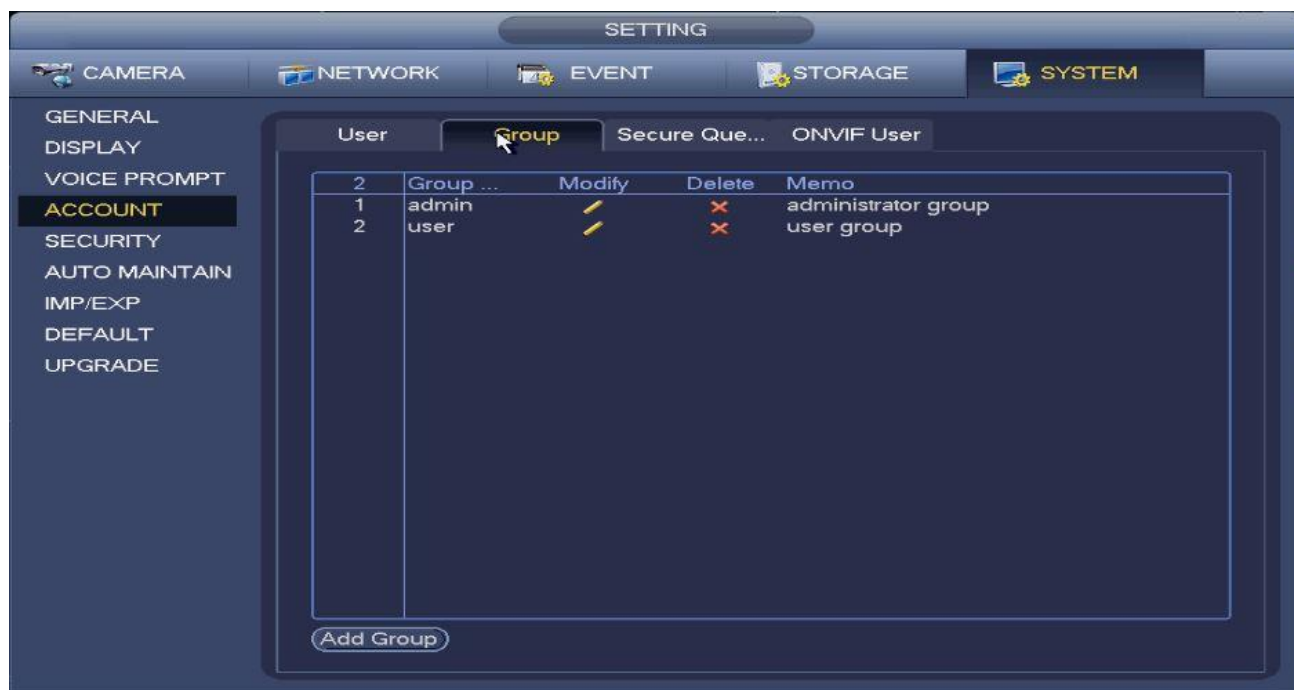 SETTING
CAMERA NETWORK EVENT STORAGE SYSTEM
GENERAL
DISPLAY
VOICE PROMPT
ACCOUNT
SECURITY
AUTO MAINTAIN
IMP/EXP
DEFAULT
UPGRADE
User Group Secure Que... ONVIF User
2 Group ... Modify Delete Memo
1 admin administrator group
2 user user group
Add Group